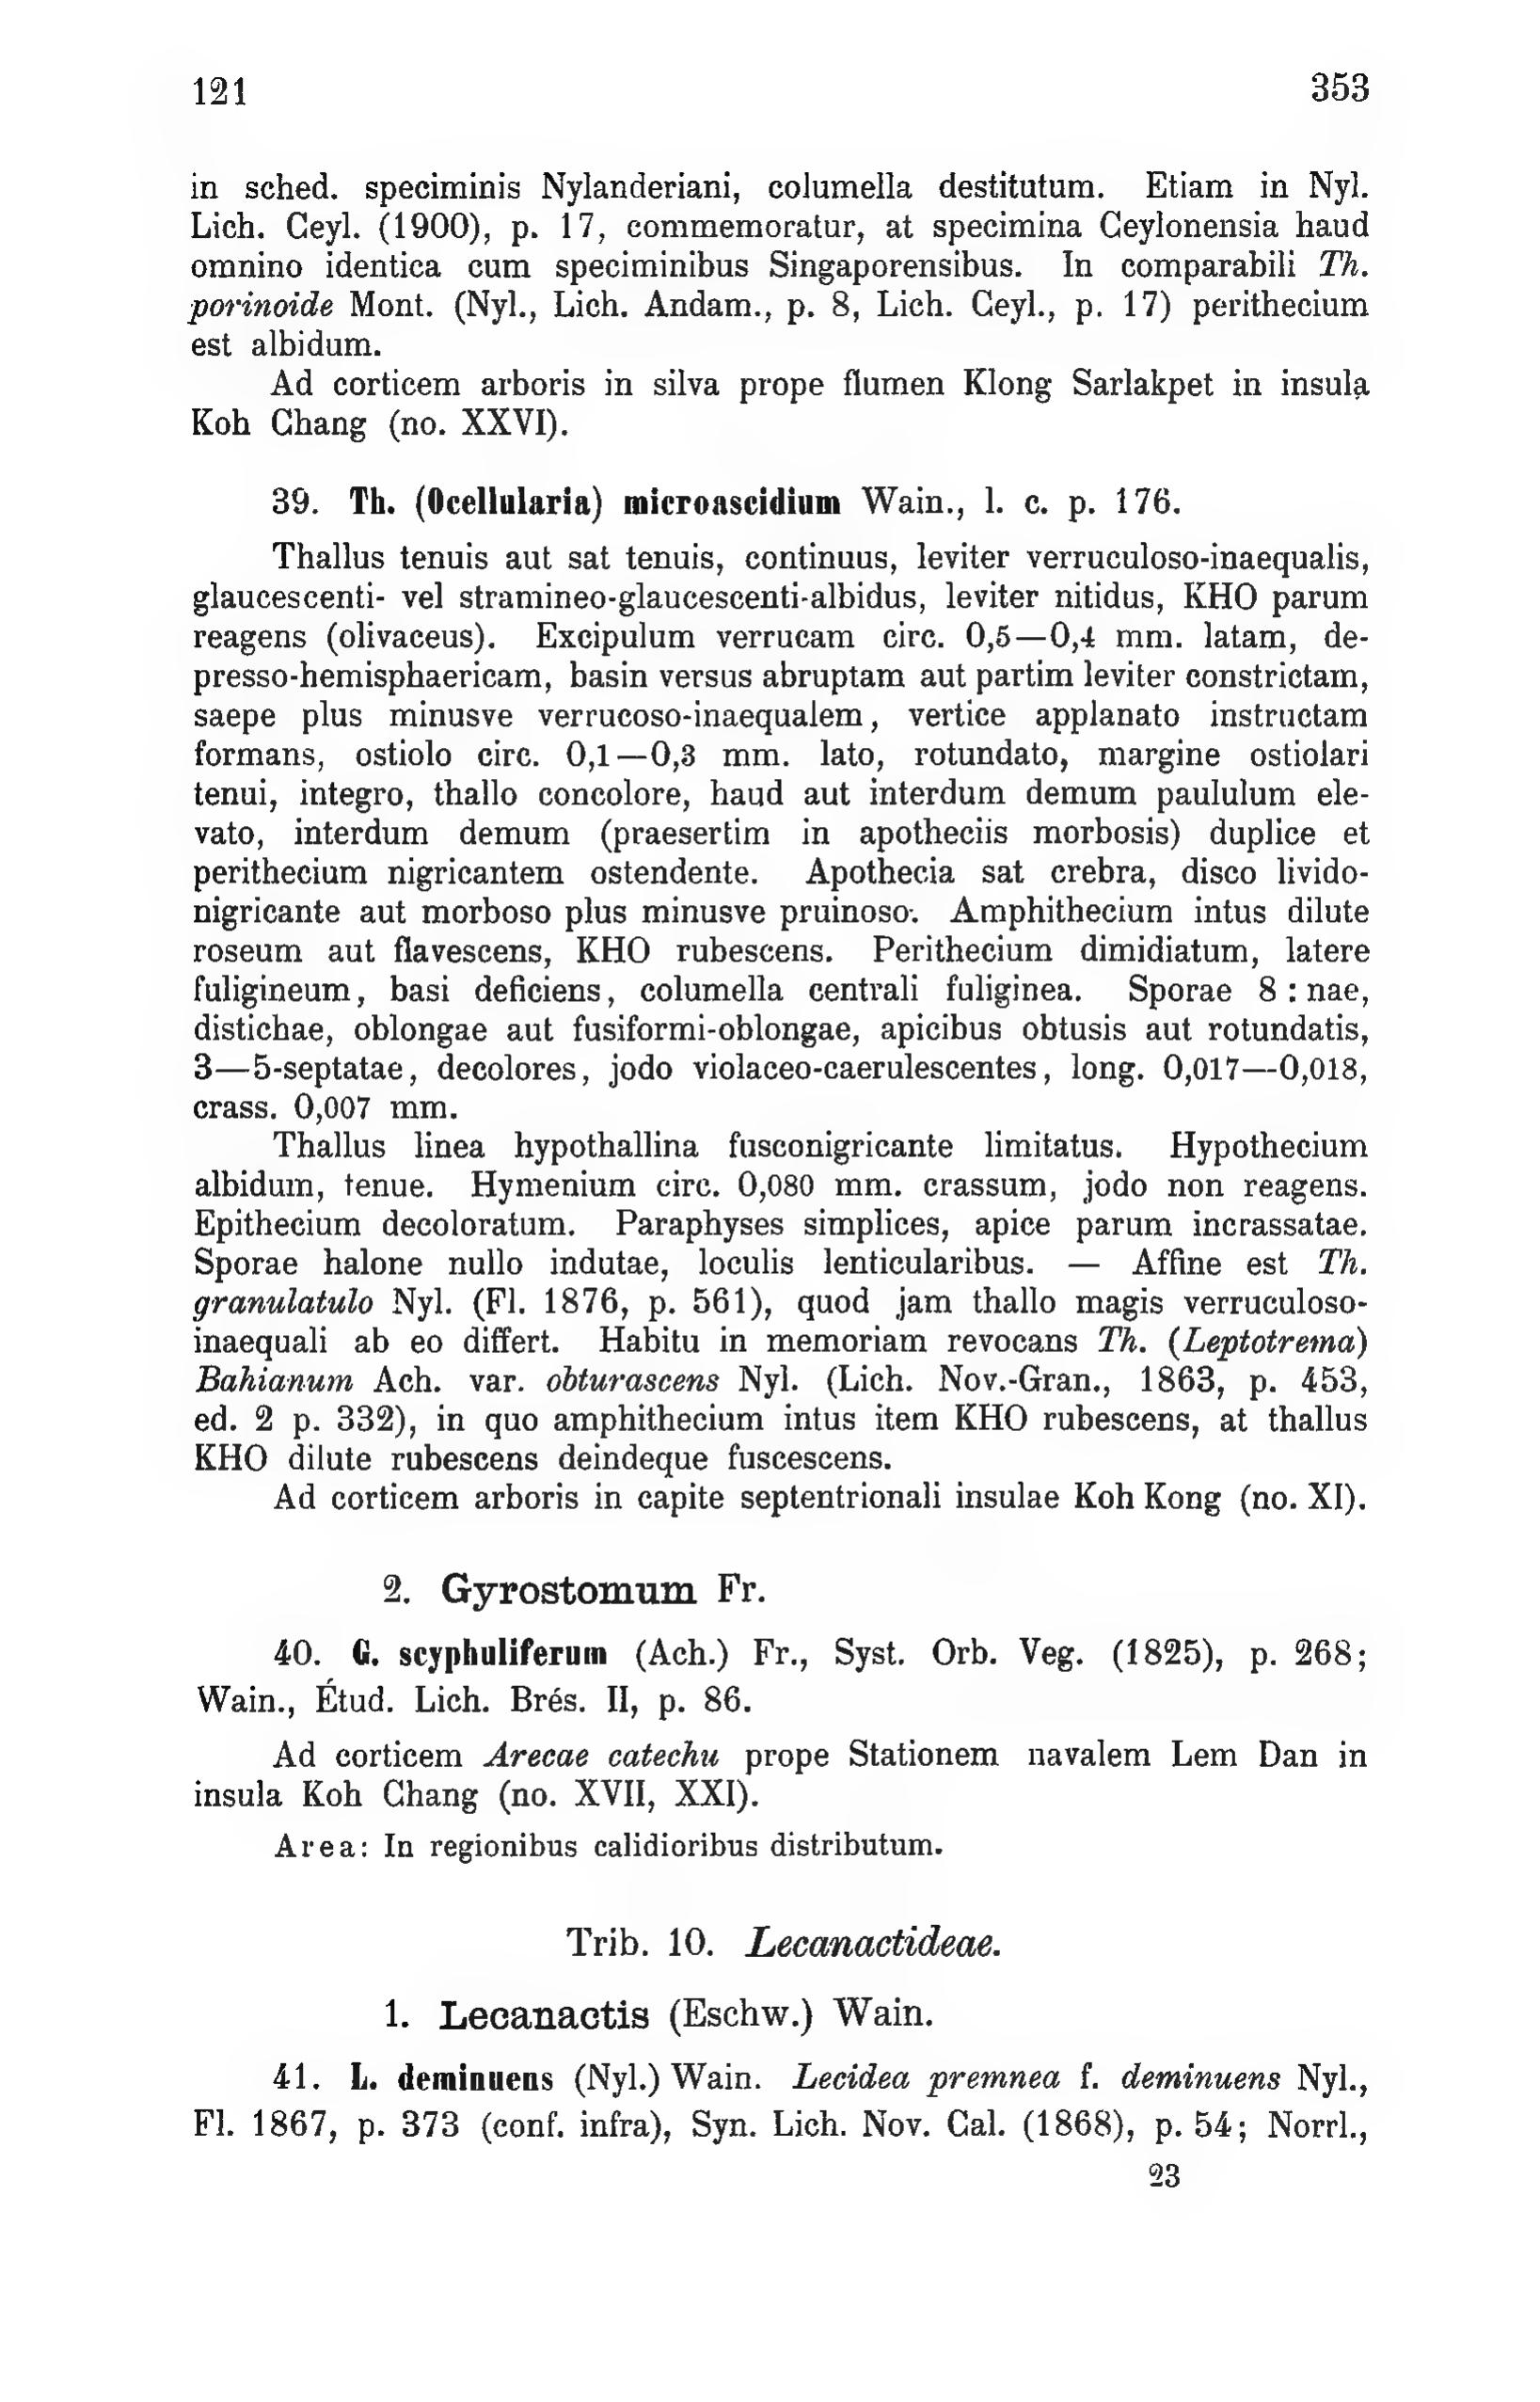 121 353
in sched. speciminis Nylanderiani, columella destitutum. Etiam in Nyl.
Lich. Ceyl. (1900), p. 17, commemoratur, at specimina Ceylonensia haud
omnino identica cum speciminibus Singaporensibus. In comparabili Th.
porinoide Mont. (Nyl., Lich. Andam., p. 8, Lich. Ceyl., p. 17) perithecium
est albidum.
Ad corticem arboris in silva prope flumen Klong Sarlakpet in insula
Koh Chang (no. XXVI).
39. Th. (Ocellularia) microascidium Wain., l. c. p. 176.
Thallus tenuis aut sat tenuis, continuus, leviter verruculoso-inaequalis,
glaucescenti- vel stramineo-glaucescenti-albidus, leviter nitidus, KHO parum
reagens (olivaceus). Excipulum verrucam circ. 0,5—0,4 mm. latam, de-
presso-hemisphaericam, basin versus abruptam aut partim leviter constrictam,
saepe plus minusve verrucoso-inaequalem, vertice applanato instructam
formans, ostiolo circ. 0,1—0,3 mm. lato, rotundato, margine ostiolari
tenui, integro, thallo concolore, haud aut interdum demum paululum ele-
vato, interdum demum (praesertim in apotheciis morbosis) duplice et
perithecium nigricantem ostendente. Apothecia sat crebra, disco livido-
nigricante aut morboso plus minusve pruinoso. Amphithecium intus dilute
roseum aut flavescens, KHO rubescens. Perithecium dimidiatum, latere
fuligineum, basi deficiens, columella centrali fuliginea. Sporae 8 : nae,
distichae, oblongae aut fusiformi-oblongae, apicibus obtusis aut rotundatis,
3—5-septatae, decolores, jodo violaceo-caerulescentes, long. 0,017—0,018,
crass. 0,007 mm.
Thallus linea hypothallina fusconigricante limitatus. Hypothecium
albidum, tenue. Hymenium circ. 0,080 mm. crassum, jodo non reagens.
Epithecium decoloratum. Paraphyses simplices, apice parum incrassatae.
Sporae halone nullo indutae, loculis lenticularibus. — Affine est Th.
granulatulo Nyl. (Fl. 1876, p. 561), quod jam thallo magis verruculoso-
inaequali ab eo differt. Habitu in memoriam revocans Th. (Leptotrema)
Bahianum Ach. var. obturascens Nyl. (Lich. Nov.-Gran., 1863, p. 453,
ed. 2 p. 332), in quo amphithecium intus item KHO rubescens, at thallus
KHO dilute rubescens deindeque fuscescens.
Ad corticem arboris in capite septentrionali insulae Koh Kong (no. XI).
2. Gyrostomum Fr.
40. G. scyphuliferum (Ach.) Fr., Syst. Orb. Veg. (1825), p. 268;
Wain., Étud. Lich. Brés. II, p. 86.
Ad corticem Arecae catechu prope Stationem navalem Lem Dan in
insula Koh Chang (no. XVII, XXI).
Area: In regionibus calidioribus distributum.
Trib. 10. Lecanactideae.
1. Lecanactis (Eschw.) Wain.
41. L. deminuens (Nyl.) Wain. Lecidea premnea f. deminuens Nyl.,
Fl. 1867, p. 373 (conf. infra), Syn. Lich. Nov. Cal. (1868), p. 54; Norrl.,
23